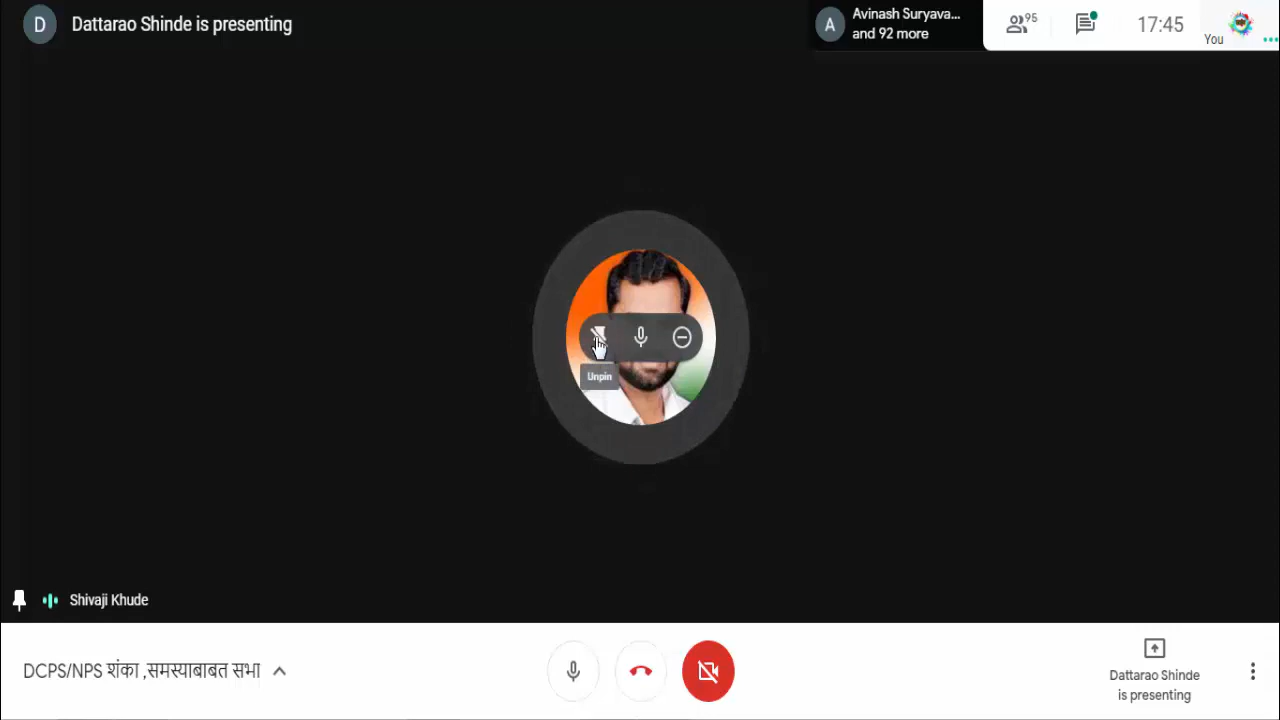 D
Dattarao Shinde is presenting
A
Avinash Suryava...
and 92 more
95
17:45
You
Unpin
Shivaji Khude
DCPS/NPS शंका ,समस्याबाबत सभा
Dattarao Shinde
is presenting